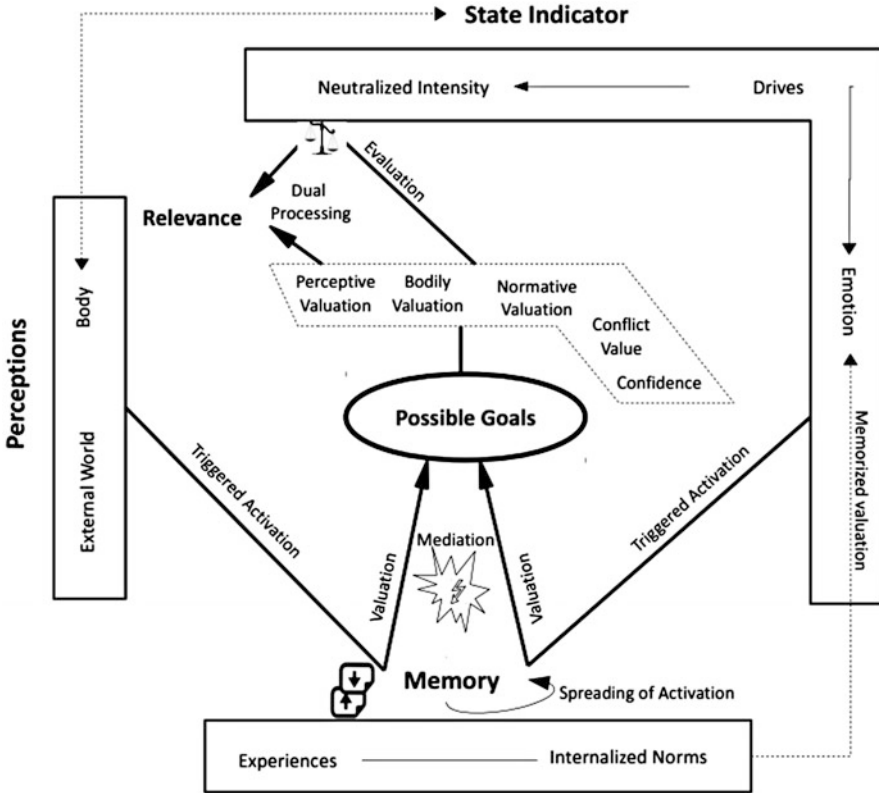 State Indicator
Neutralized Intensity
Drives
Evaluation
Dual
Processing
Relevance
Perceptive
Valuation
Bodily
Valuation
Normative
Valuation
Conflict
Value
Confidence
Body
Emotion
Perceptions
Possible Goals
External World
Triggered Activation
Triggered Activation
Memorized valuation
Mediation
Valuation
Valuation
Memory
Spreading of Activation
Experiences
Internalized Norms